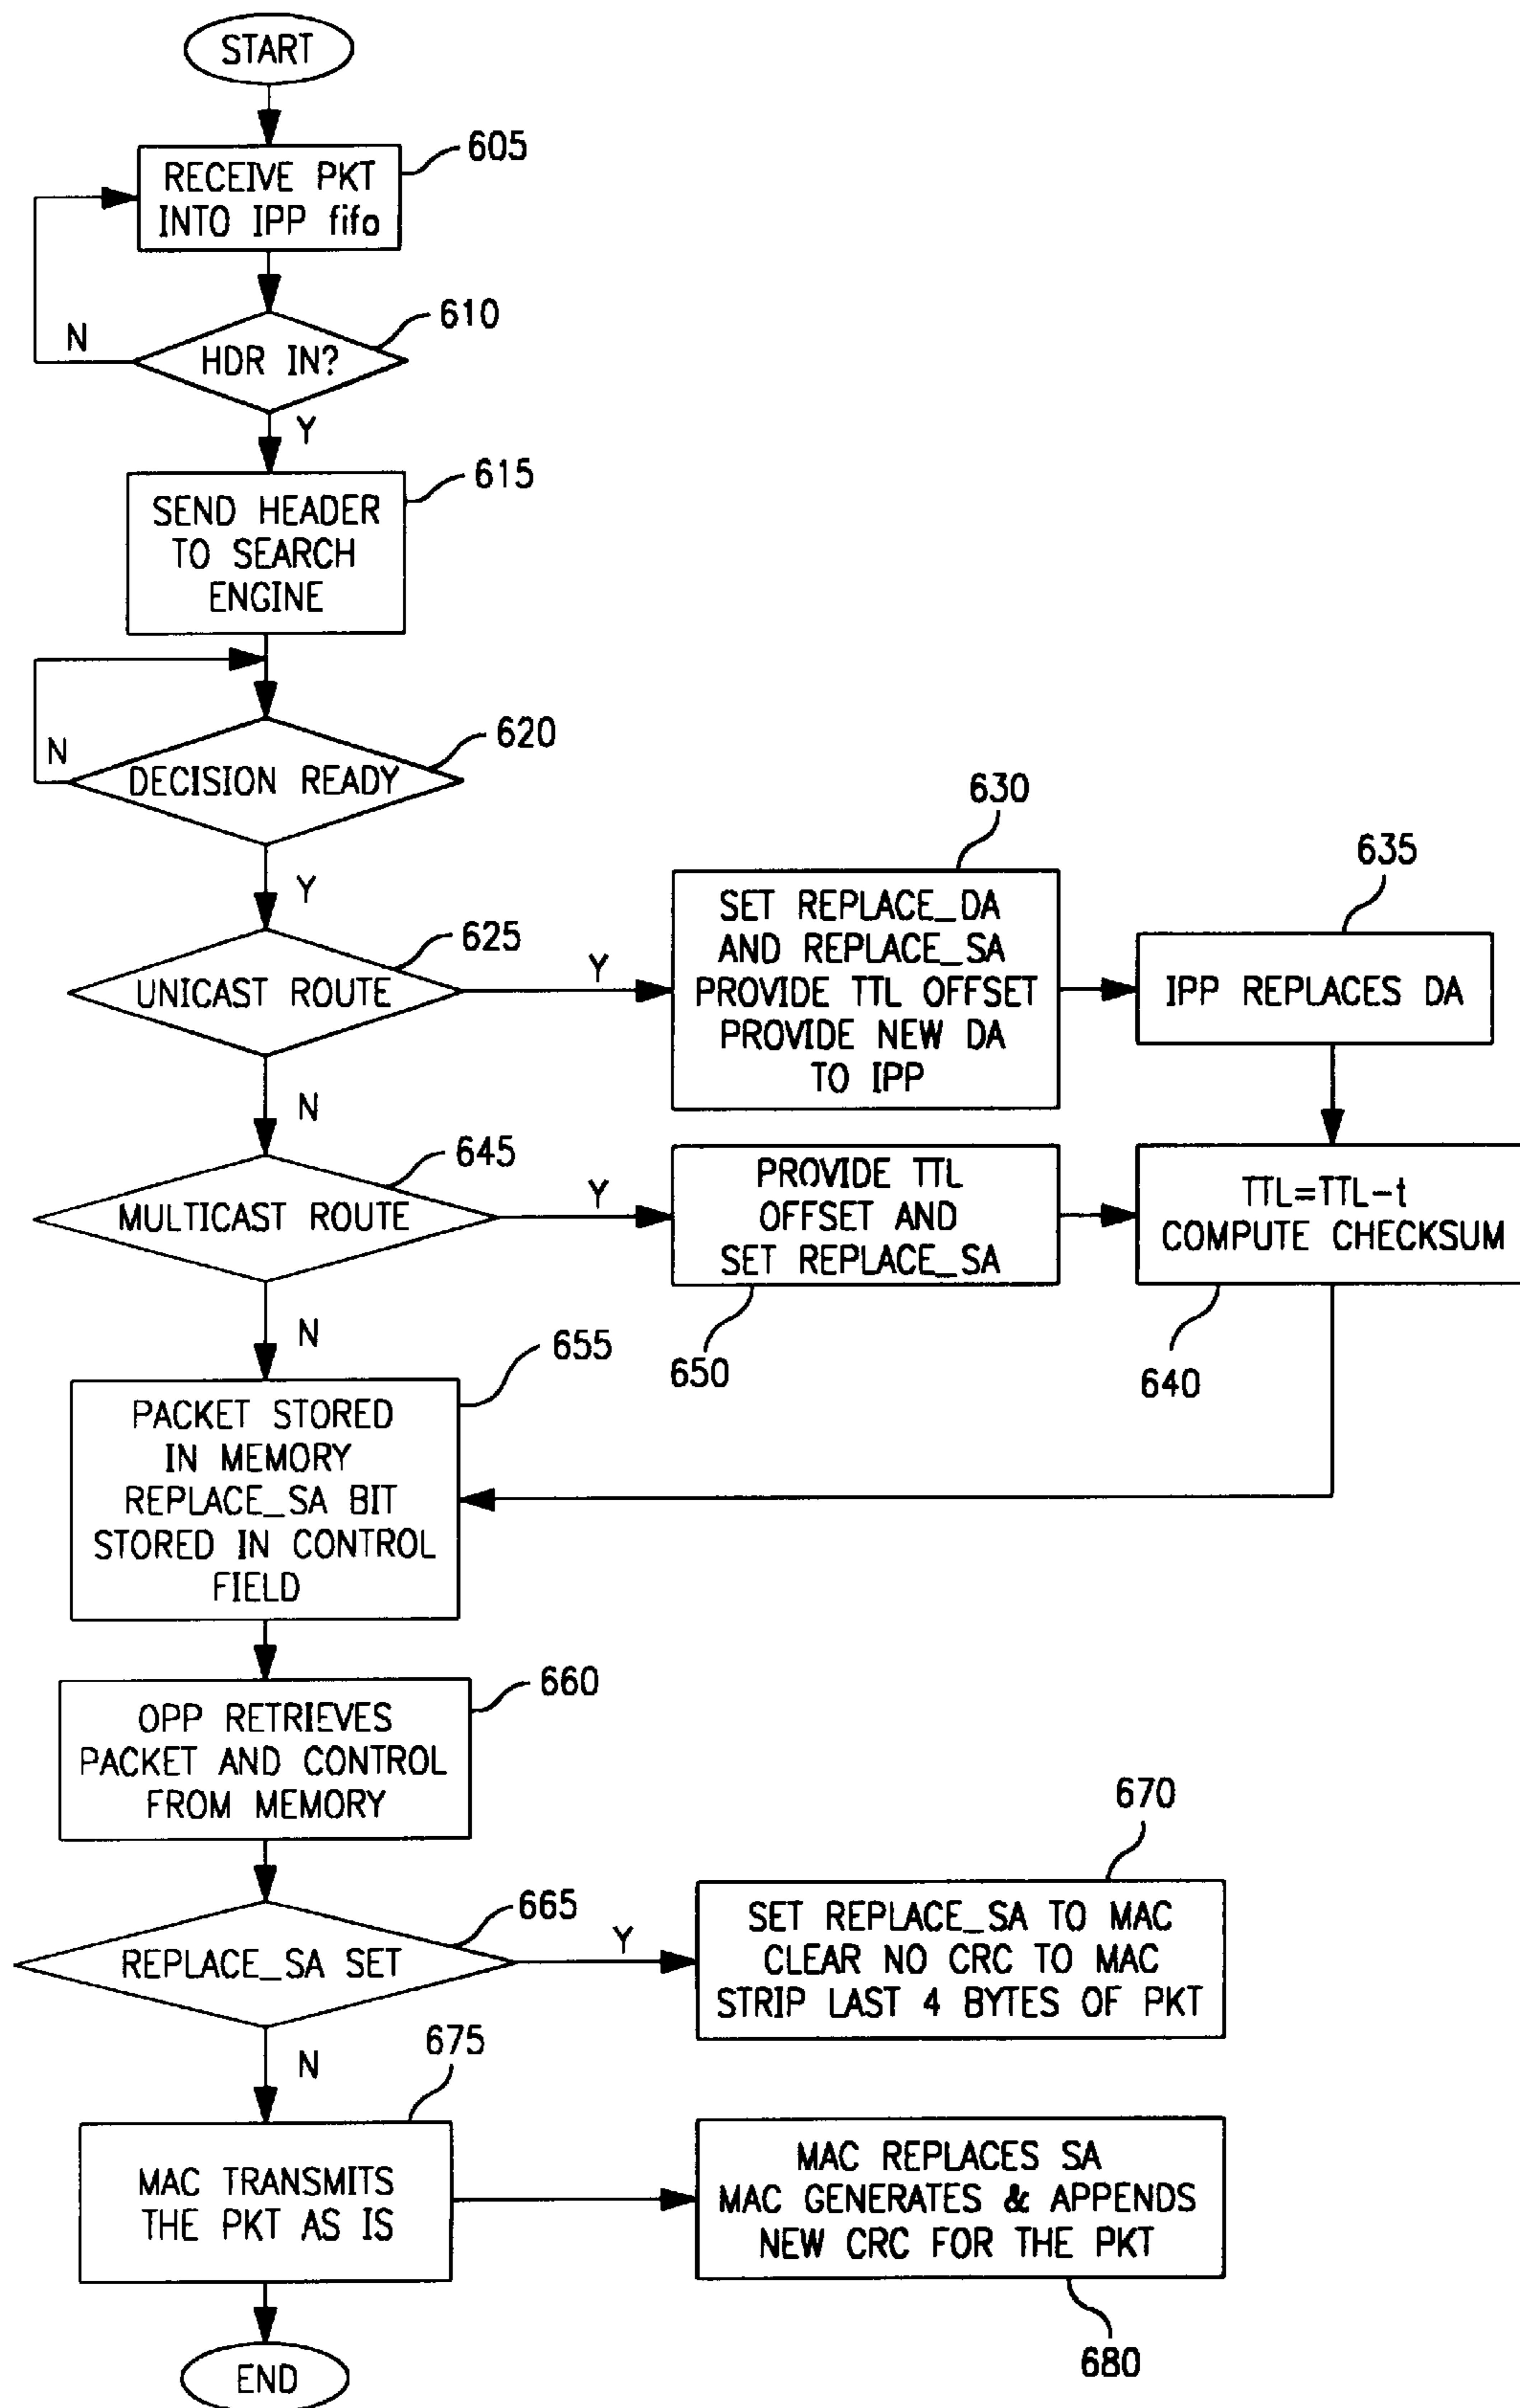 START
605
RECEIVE PKT
INTO IPP fifo
610
N
HDR IN?
Y
615
SEND HEADER
TO SEARCH
ENGINE
620
N
DECISION READY
Y
625
UNICAST ROUTE
Y
630
SET REPLACE_DA
AND REPLACE_SA
PROVIDE TTL OFFSET
PROVIDE NEW DA
TO IPP
635
IPP REPLACES DA
N
645
MULTICAST ROUTE
Y
PROVIDE TTL
OFFSET AND
SET REPLACE_SA
650
TTL=TTL-t
COMPUTE CHECKSUM
640
N
655
PACKET STORED
IN MEMORY
REPLACE_SA BIT
STORED IN CONTROL
FIELD
660
OPP RETRIEVES
PACKET AND CONTROL
FROM MEMORY
665
REPLACE_SA SET
Y
670
SET REPLACE_SA TO MAC
CLEAR NO CRC TO MAC
STRIP LAST 4 BYTES OF PKT
N
675
MAC TRANSMITS
THE PKT AS IS
MAC REPLACES SA
MAC GENERATES & APPENDS
NEW CRC FOR THE PKT
680
END